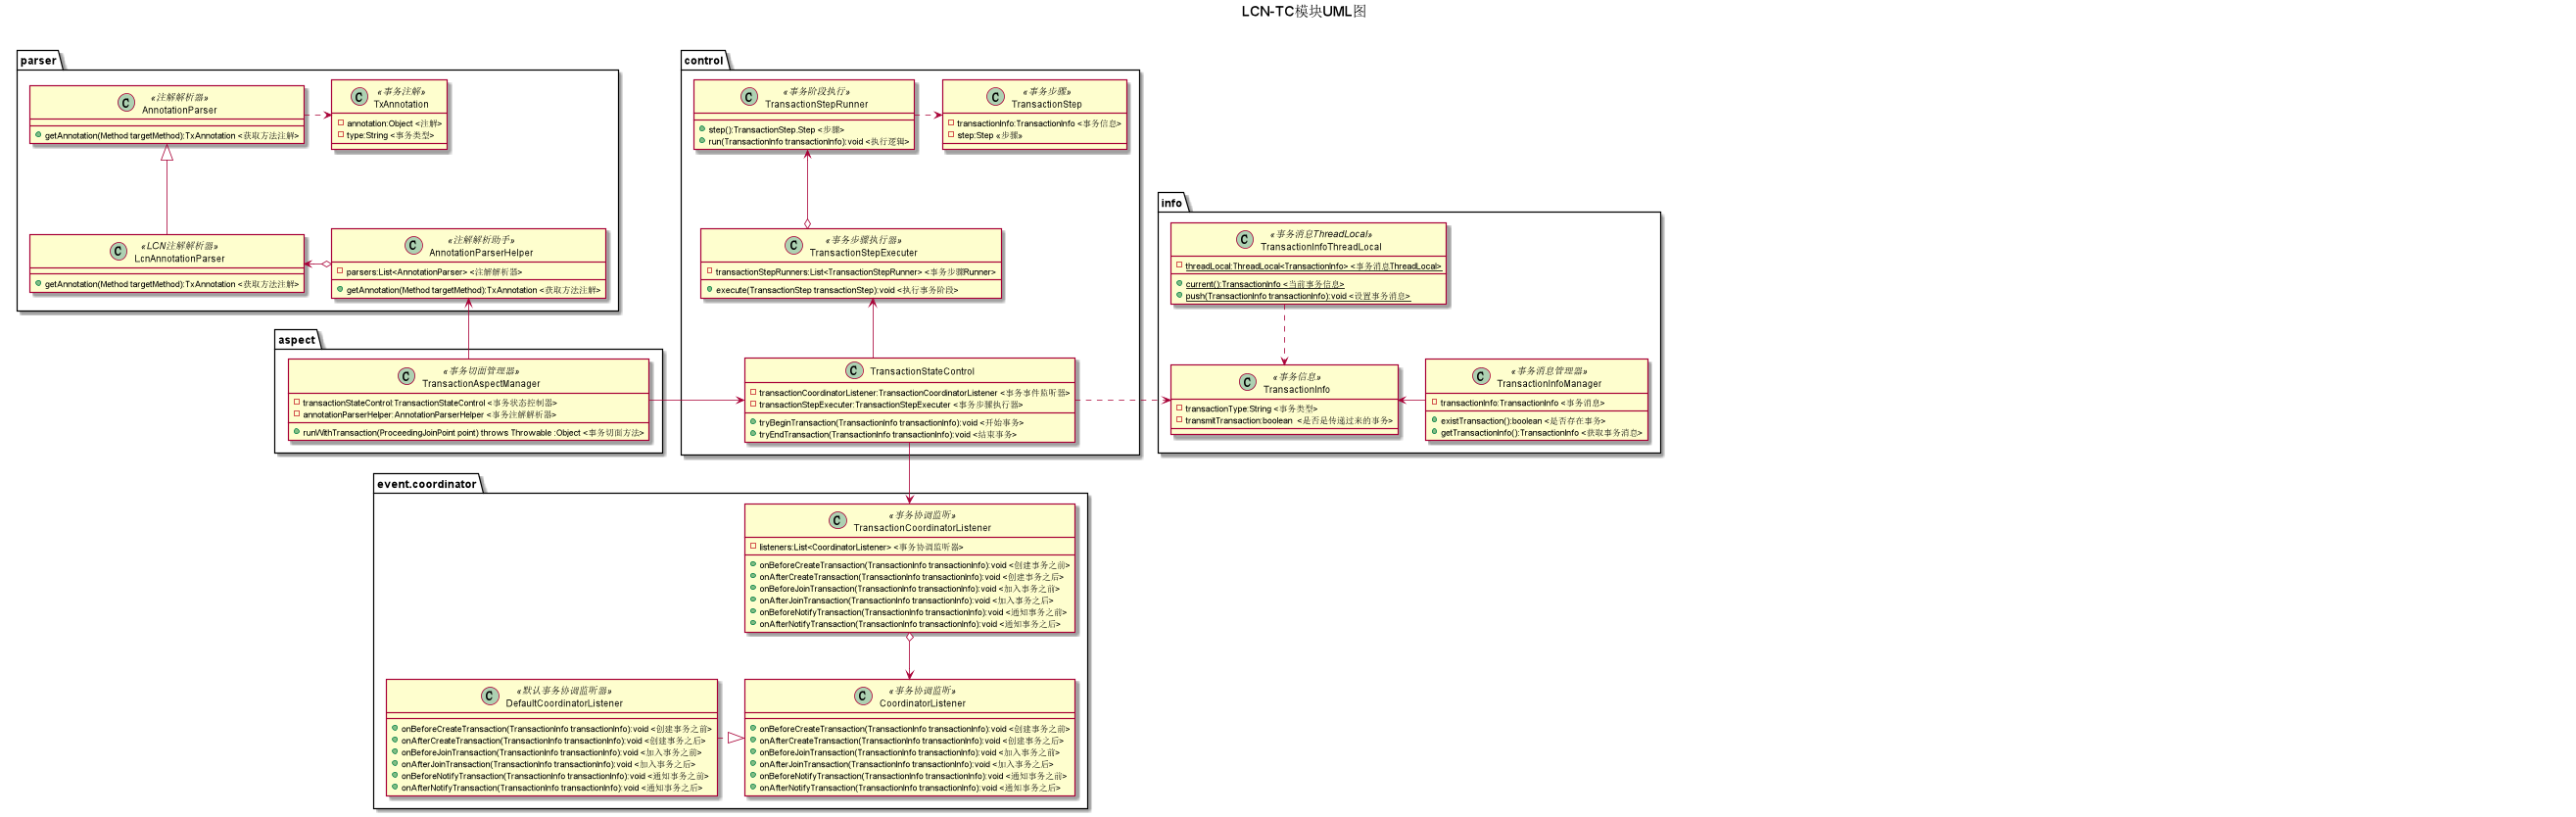 LCN-TC模块UML图
parser
«注解解析器»
AnnotationParser
getAnnotation(Method targetMethod):TxAnnotation <获取方法注解>
«事务注解»
TxAnnotation
annotation:Object <注解>
type:String <事务类型>
«LCN注解解析器»
LcnAnnotationParser
getAnnotation(Method targetMethod):TxAnnotation <获取方法注解>
«注解解析助手»
AnnotationParserHelper
parsers:List<AnnotationParser> <注解解析器>
getAnnotation(Method targetMethod):TxAnnotation <获取方法注解>
aspect
«事务切面管理器»
TransactionAspectManager
transactionStateControl:TransactionStateControl <事务状态控制器>
annotationParserHelper:AnnotationParserHelper <事务注解解析器>
runWithTransaction(ProceedingJoinPoint point) throws Throwable :Object <事务切面方法>
control
«事务阶段执行»
TransactionStepRunner
step():TransactionStep.Step <步骤>
run(TransactionInfo transactionInfo):void <执行逻辑>
«事务步骤»
TransactionStep
transactionInfo:TransactionInfo <事务信息>
step:Step «步骤»
«事务步骤执行器»
TransactionStepExecuter
transactionStepRunners:List<TransactionStepRunner> <事务步骤Runner>
execute(TransactionStep transactionStep):void <执行事务阶段>
TransactionStateControl
transactionCoordinatorListener:TransactionCoordinatorListener <事务事件监听器>
transactionStepExecuter:TransactionStepExecuter <事务步骤执行器>
tryBeginTransaction(TransactionInfo transactionInfo):void <开始事务>
tryEndTransaction(TransactionInfo transactionInfo):void <结束事务>
info
«事务消息ThreadLocal»
TransactionInfoThreadLocal
threadLocal:ThreadLocal<TransactionInfo> <事务消息ThreadLocal>
current():TransactionInfo <当前事务信息>
push(TransactionInfo transactionInfo):void <设置事务消息>
«事务信息»
TransactionInfo
transactionType:String <事务类型>
transmitTransaction:boolean <是否是传递过来的事务>
«事务消息管理器»
TransactionInfoManager
transactionInfo:TransactionInfo <事务消息>
existTransaction():boolean <是否存在事务>
getTransactionInfo():TransactionInfo <获取事务消息>
event.coordinator
«事务协调监听»
TransactionCoordinatorListener
listeners:List<CoordinatorListener> <事务协调监听器>
onBeforeCreateTransaction(TransactionInfo transactionInfo):void <创建事务之前>
onAfterCreateTransaction(TransactionInfo transactionInfo):void <创建事务之后>
onBeforeJoinTransaction(TransactionInfo transactionInfo):void <加入事务之前>
onAfterJoinTransaction(TransactionInfo transactionInfo):void <加入事务之后>
onBeforeNotifyTransaction(TransactionInfo transactionInfo):void <通知事务之前>
onAfterNotifyTransaction(TransactionInfo transactionInfo):void <通知事务之后>
«默认事务协调监听器»
DefaultCoordinatorListener
onBeforeCreateTransaction(TransactionInfo transactionInfo):void <创建事务之前>
onAfterCreateTransaction(TransactionInfo transactionInfo):void <创建事务之后>
onBeforeJoinTransaction(TransactionInfo transactionInfo):void <加入事务之前>
onAfterJoinTransaction(TransactionInfo transactionInfo):void <加入事务之后>
onBeforeNotifyTransaction(TransactionInfo transactionInfo):void <通知事务之前>
onAfterNotifyTransaction(TransactionInfo transactionInfo):void <通知事务之后>
«事务协调监听»
CoordinatorListener
onBeforeCreateTransaction(TransactionInfo transactionInfo):void <创建事务之前>
onAfterCreateTransaction(TransactionInfo transactionInfo):void <创建事务之后>
onBeforeJoinTransaction(TransactionInfo transactionInfo):void <加入事务之前>
onAfterJoinTransaction(TransactionInfo transactionInfo):void <加入事务之后>
onBeforeNotifyTransaction(TransactionInfo transactionInfo):void <通知事务之前>
onAfterNotifyTransaction(TransactionInfo transactionInfo):void <通知事务之后>